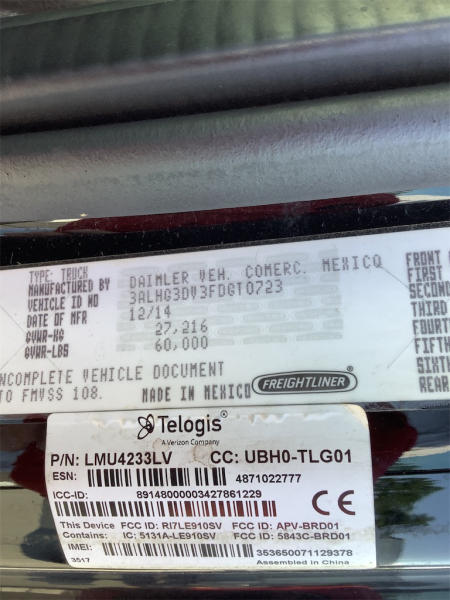 TYPE: TRUCK
MANUFACTURED BY DAIMLER VEH. COMERC. MEXICO
VEHICLE ID NO 3ALHG3DV3FDGT0723
DATE OF MFR 12/14
GVWR-KG 27,216
GVWR-LBS 60,000
FRONT
FIRST
SECOND
THIRD
FOURTH
FIFTH
SIXTH
REAR
INCOMPLETE VEHICLE DOCUMENT
TO FMVSS 108. MADE IN MEXICO FREIGHTLINER
Telogis®
A Verizon Company
P/N: LMU4233LV CC: UBH0-TLG01
ESN: 4871022777
ICC-ID: 89148000003427861229
This Device FCC ID: RI7LE910SV FCC ID: APV-BRD01
Contains: IC: 5131A-LE910SV IC: 5843C-BRD01
IMEI: 353650071129378
3517 Assembled in China